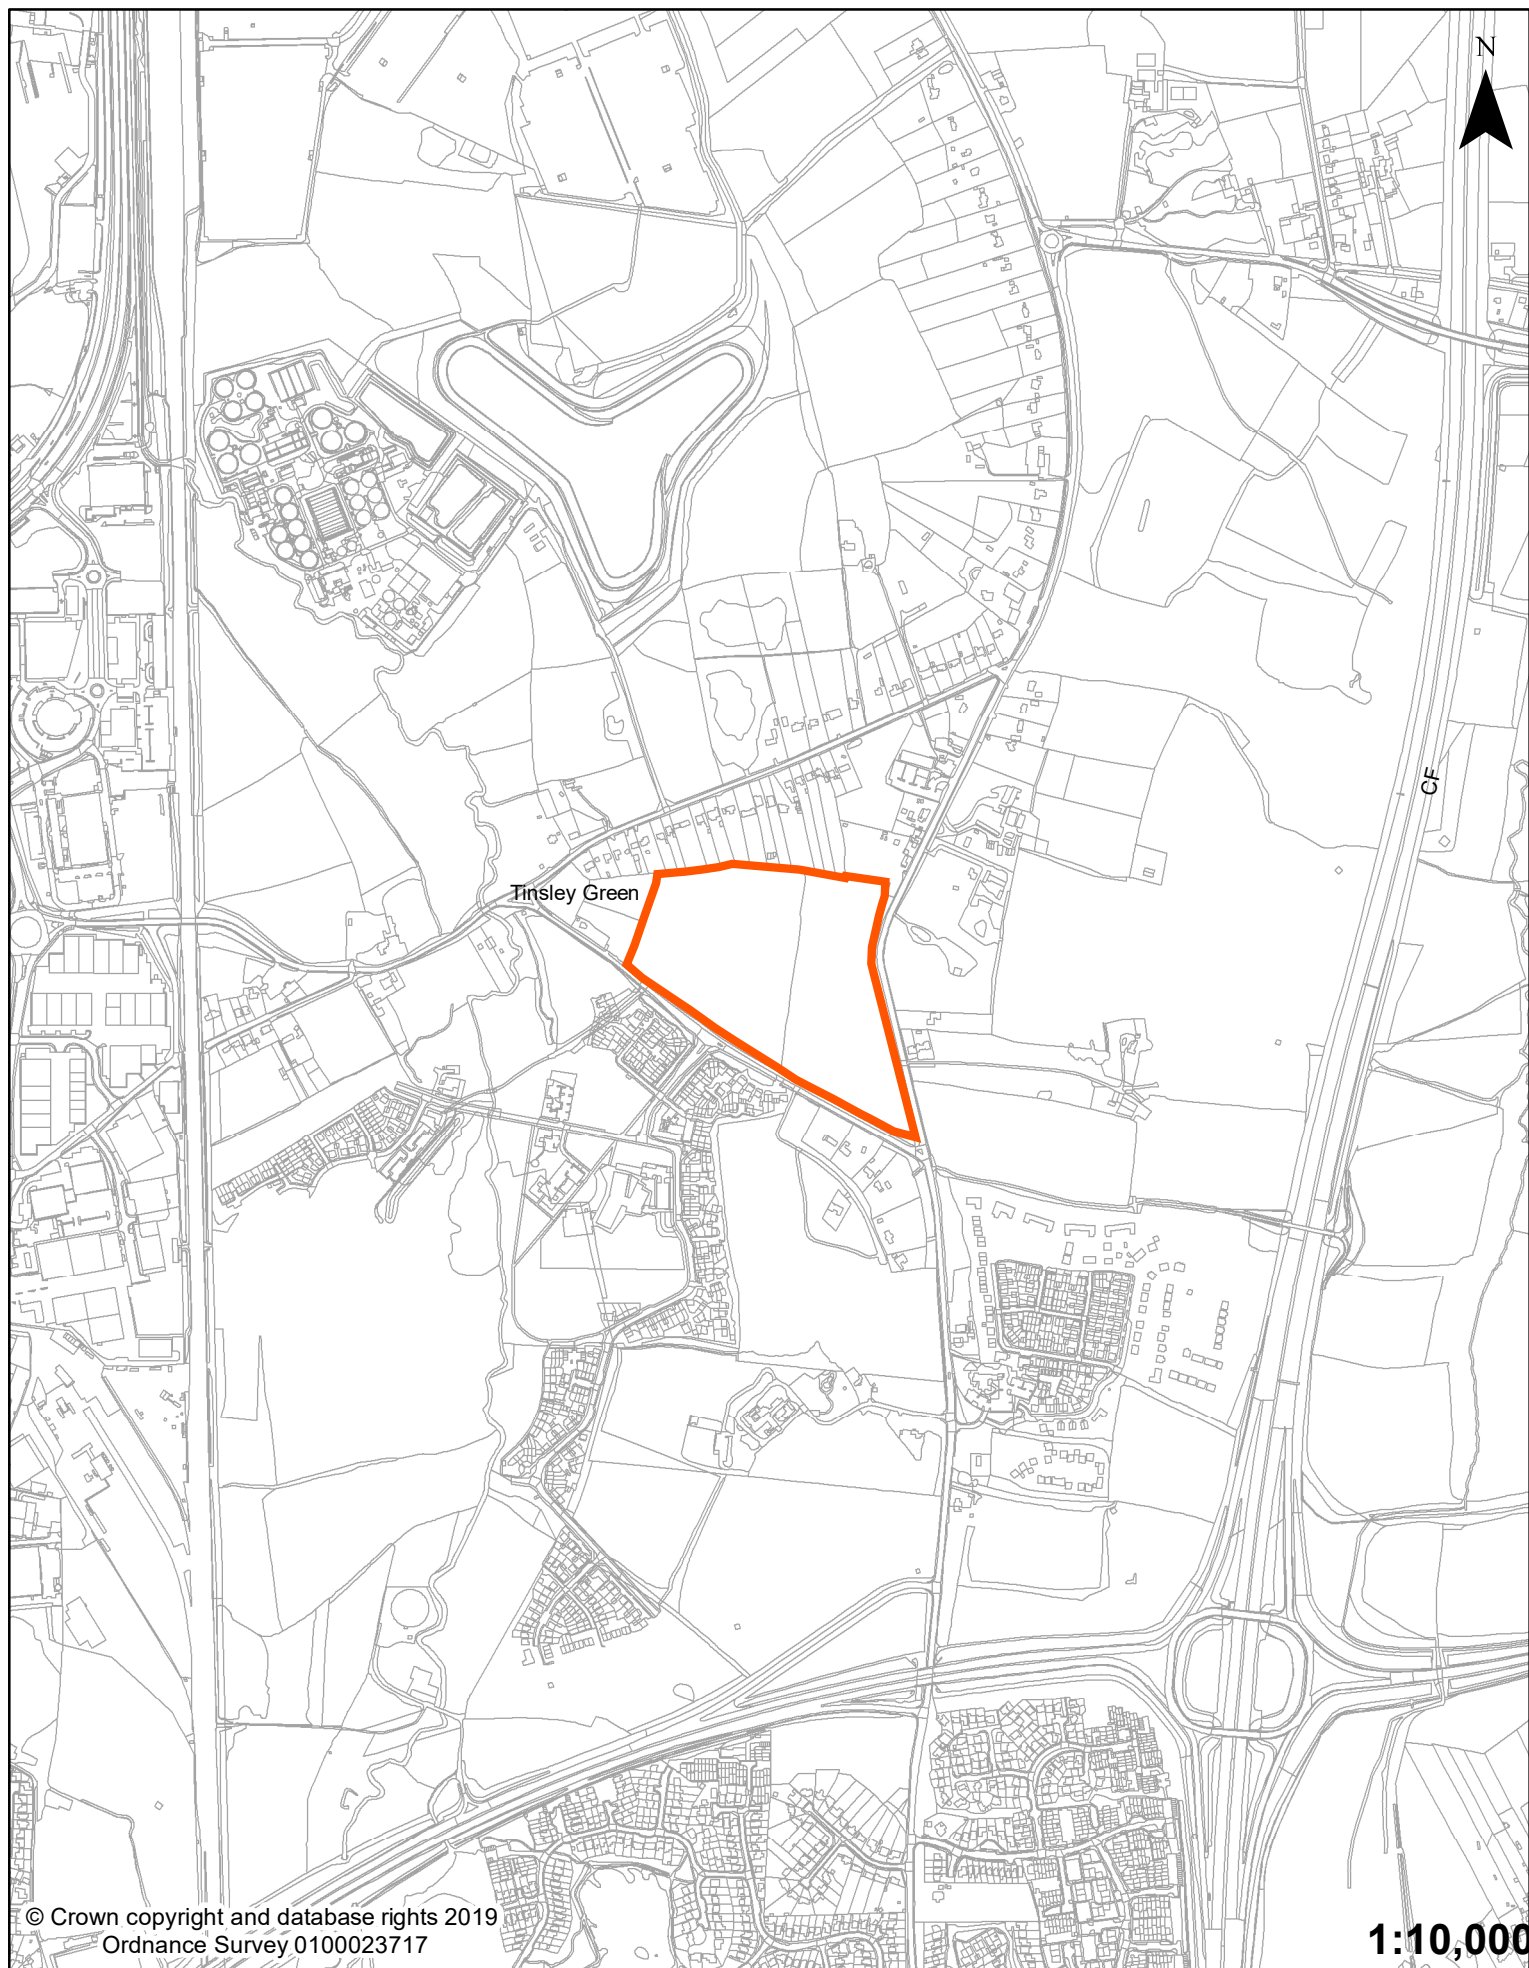 N
CF
Tinsley Green
© Crown copyright and database rights 2019
Ordnance Survey 0100023717
1:10,000